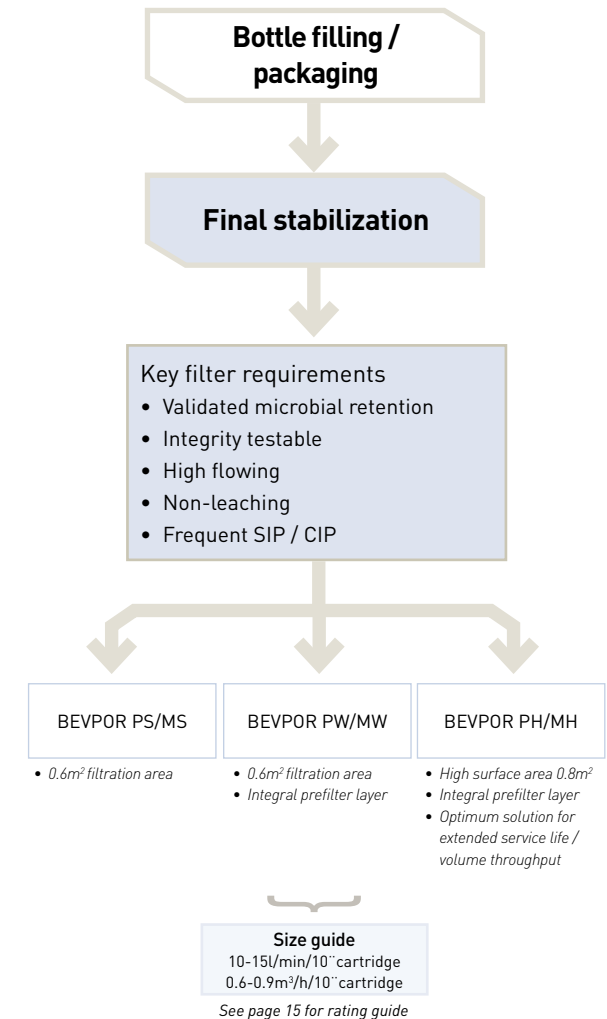 Bottle filling /
packaging
Final stabilization
Key filter requirements
• Validated microbial retention
• Integrity testable
• High flowing
• Non-leaching
• Frequent SIP / CIP
BEVPOR PS/MS
• 0.6m² filtration area
BEVPOR PW/MW
• 0.6m² filtration area
• Integral prefilter layer
BEVPOR PH/MH
• High surface area 0.8m²
• Integral prefilter layer
• Optimum solution for
extended service life /
volume throughput
Size guide
10-15l/min/10¨cartridge
0.6-0.9m³/h/10¨cartridge
See page 15 for rating guide